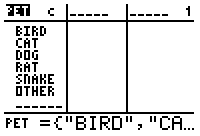 PET c ------ ------ 1
BIRD
CAT
DOG
RAT
SNAKE
OTHER
------
PET ={"BIRD","CA...